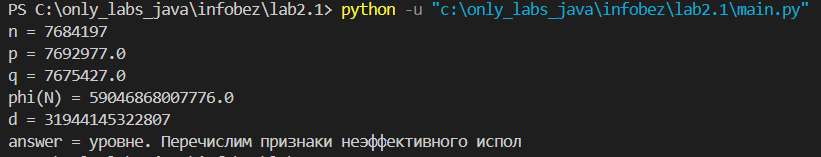 PS C:\only_labs_java\infobez\lab2.1> python -u "c:\only_labs_java\infobez\lab2.1\main.py"
n = 7684197
p = 7692977.0
q = 7675427.0
phi(N) = 59046868007776.0
d = 31944145322807
answer = уровне. Перечислим признаки неэффективного испол